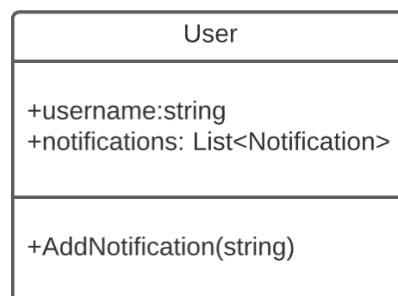 User
+username:string
+notifications: List<Notification>
+AddNotification(string)